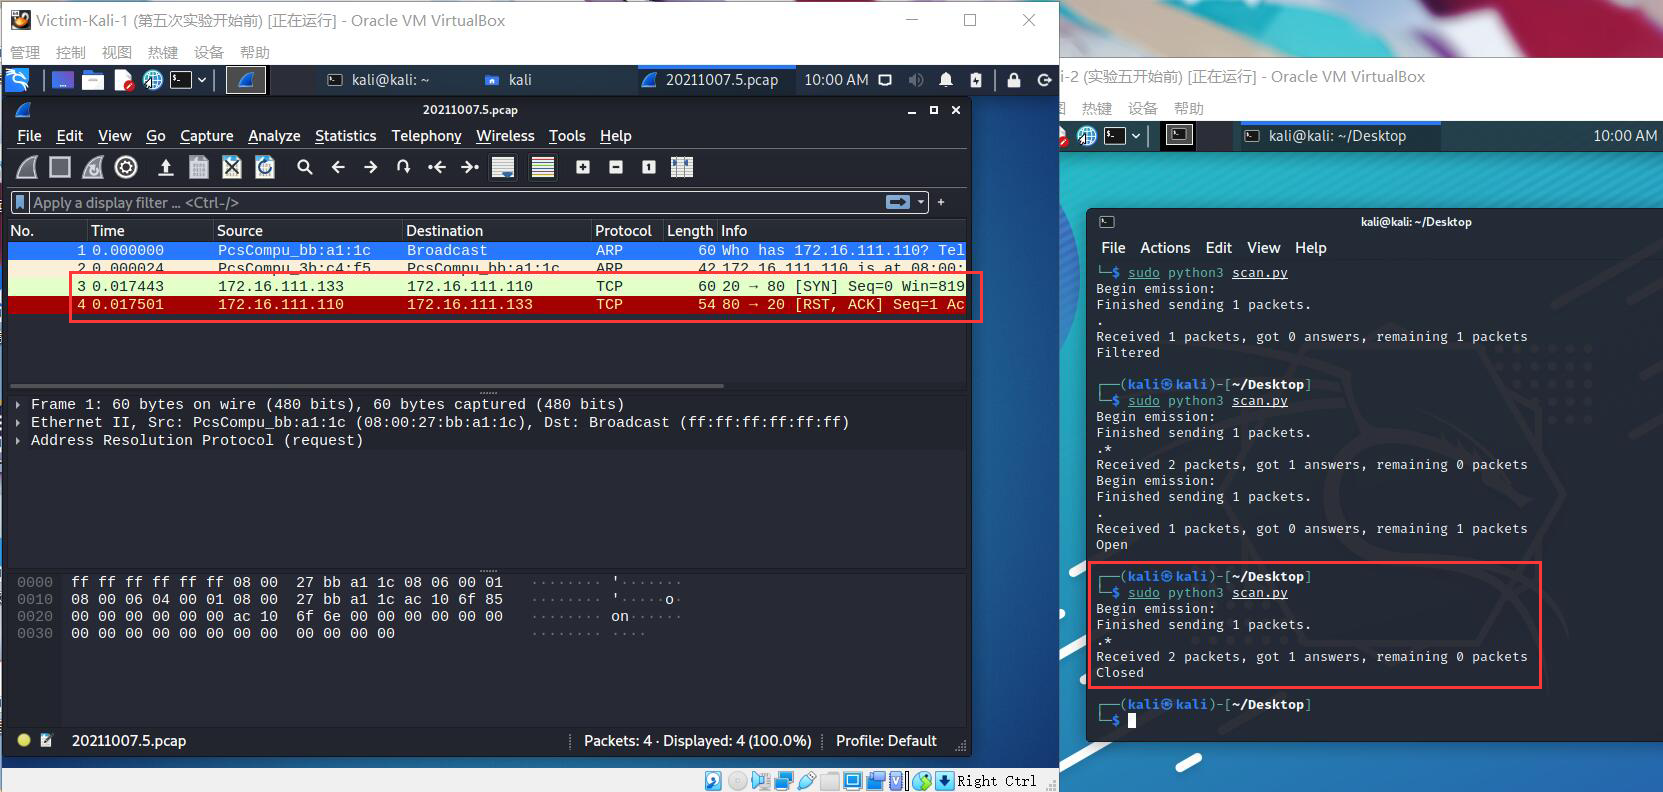 Victim-Kali-1 (第五次实验开始前) [正在运行] - Oracle VM VirtualBox
管理 控制 视图 热键 设备 帮助
kali@kali: ~ kali 20211007.5.pcap 10:00 AM
20211007.5.pcap
File Edit View Go Capture Analyze Statistics Telephony Wireless Tools Help
Apply a display filter ... <Ctrl-/>
No. Time Source Destination Protocol Length Info
1 0.000000 PcsCompu_bb:a1:1c Broadcast ARP 60 Who has 172.16.111.110? Tel
2 0.000024 PcsCompu_3b:c4:f5 PcsCompu_bb:a1:1c ARP 42 172.16.111.110 is at 08:00:
3 0.017443 172.16.111.133 172.16.111.110 TCP 60 20 → 80 [SYN] Seq=0 Win=819
4 0.017501 172.16.111.110 172.16.111.133 TCP 54 80 → 20 [RST, ACK] Seq=1 Ac
Frame 1: 60 bytes on wire (480 bits), 60 bytes captured (480 bits)
Ethernet II, Src: PcsCompu_bb:a1:1c (08:00:27:bb:a1:1c), Dst: Broadcast (ff:ff:ff:ff:ff:ff)
Address Resolution Protocol (request)
0000 ff ff ff ff ff ff 08 00 27 bb a1 1c 08 06 00 01 ········ '·······
0010 08 00 06 04 00 01 08 00 27 bb a1 1c ac 10 6f 85 ········ '·····o·
0020 00 00 00 00 00 00 ac 10 6f 6e 00 00 00 00 00 00 ········ on······
0030 00 00 00 00 00 00 00 00 00 00 00 00 ········ ····
20211007.5.pcap Packets: 4 · Displayed: 4 (100.0%) Profile: Default
Right Ctrl
i-2 (实验五开始前) [正在运行] - Oracle VM VirtualBox
热键 设备 帮助
kali@kali: ~/Desktop 10:00 AM
kali@kali: ~/Desktop
File Actions Edit View Help
└─$ sudo python3 scan.py
Begin emission:
Finished sending 1 packets.
.
Received 1 packets, got 0 answers, remaining 1 packets
Filtered
┌──(kali㉿kali)-[~/Desktop]
└─$ sudo python3 scan.py
Begin emission:
Finished sending 1 packets.
.*
Received 2 packets, got 1 answers, remaining 0 packets
Begin emission:
Finished sending 1 packets.
.
Received 1 packets, got 0 answers, remaining 1 packets
Open
┌──(kali㉿kali)-[~/Desktop]
└─$ sudo python3 scan.py
Begin emission:
Finished sending 1 packets.
.*
Received 2 packets, got 1 answers, remaining 0 packets
Closed
┌──(kali㉿kali)-[~/Desktop]
└─$